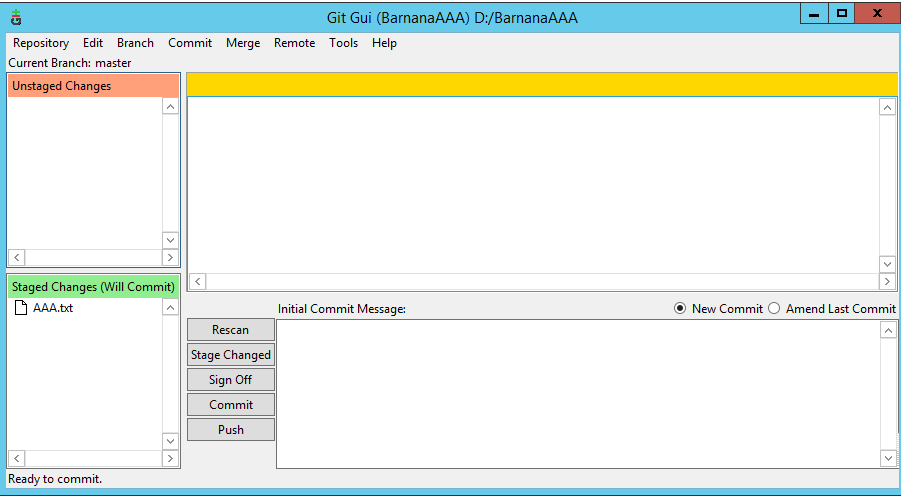 Git Gui (BarnanaAAA) D:/BarnanaAAA
Repository Edit Branch Commit Merge Remote Tools Help
Current Branch: master
Unstaged Changes
Staged Changes (Will Commit)
AAA.txt
Initial Commit Message:
New Commit
Amend Last Commit
Rescan
Stage Changed
Sign Off
Commit
Push
Ready to commit.